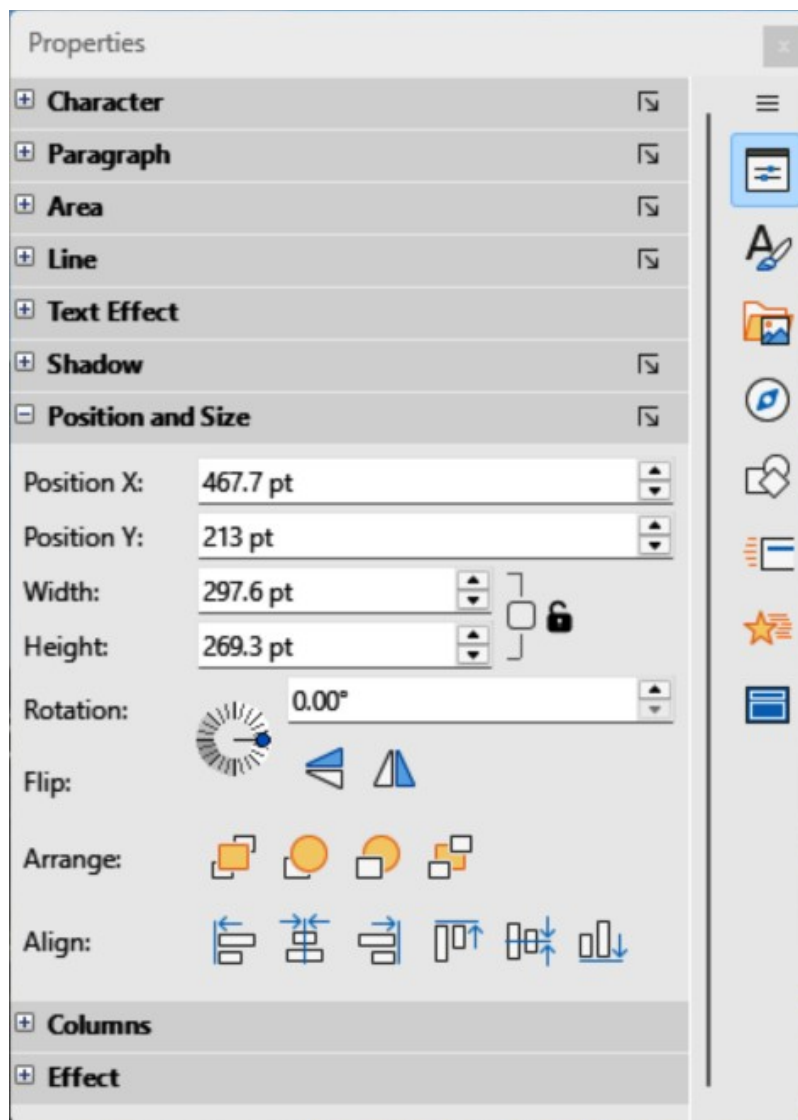 Properties
Character
Paragraph
Area
Line
Text Effect
Shadow
Position and Size
Position X: 467.7 pt
Position Y: 213 pt
Width: 297.6 pt
Height: 269.3 pt
Rotation: 0.00°
Flip:
Arrange:
Align:
Columns
Effect